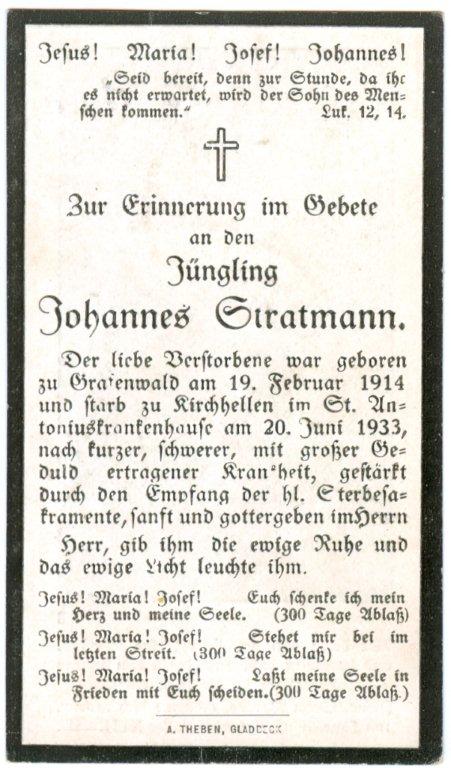 Jesus! Maria! Josef! Johannes!
„Seid bereit, denn zur Stunde, da ihr
es nicht erwartet, wird der Sohn des Men-
schen kommen.“ Luk. 12, 14.
Zur Erinnerung im Gebete
an den
Jüngling
Johannes Stratmann.
Der liebe Verstorbene war geboren
zu Grafenwald am 19. Februar 1914
und starb zu Kirchhellen im St. An-
toniuskrankenhause am 20. Juni 1933,
nach kurzer, schwerer, mit großer Ge-
duld ertragener Krankheit, gestärkt
durch den Empfang der hl. Sterbesa-
kramente, sanft und gottergeben im Herrn
Herr, gib ihm die ewige Ruhe und
das ewige Licht leuchte ihm.
Jesus! Maria! Josef! Euch schenke ich mein
Herz und meine Seele. (300 Tage Ablaß)
Jesus! Maria! Josef! Stehet mir bei im
letzten Streit. (300 Tage Ablaß)
Jesus! Maria! Josef! Laßt meine Seele in
Frieden mit Euch scheiden. (300 Tage Ablaß.)
A. THEBEN, GLADBECK